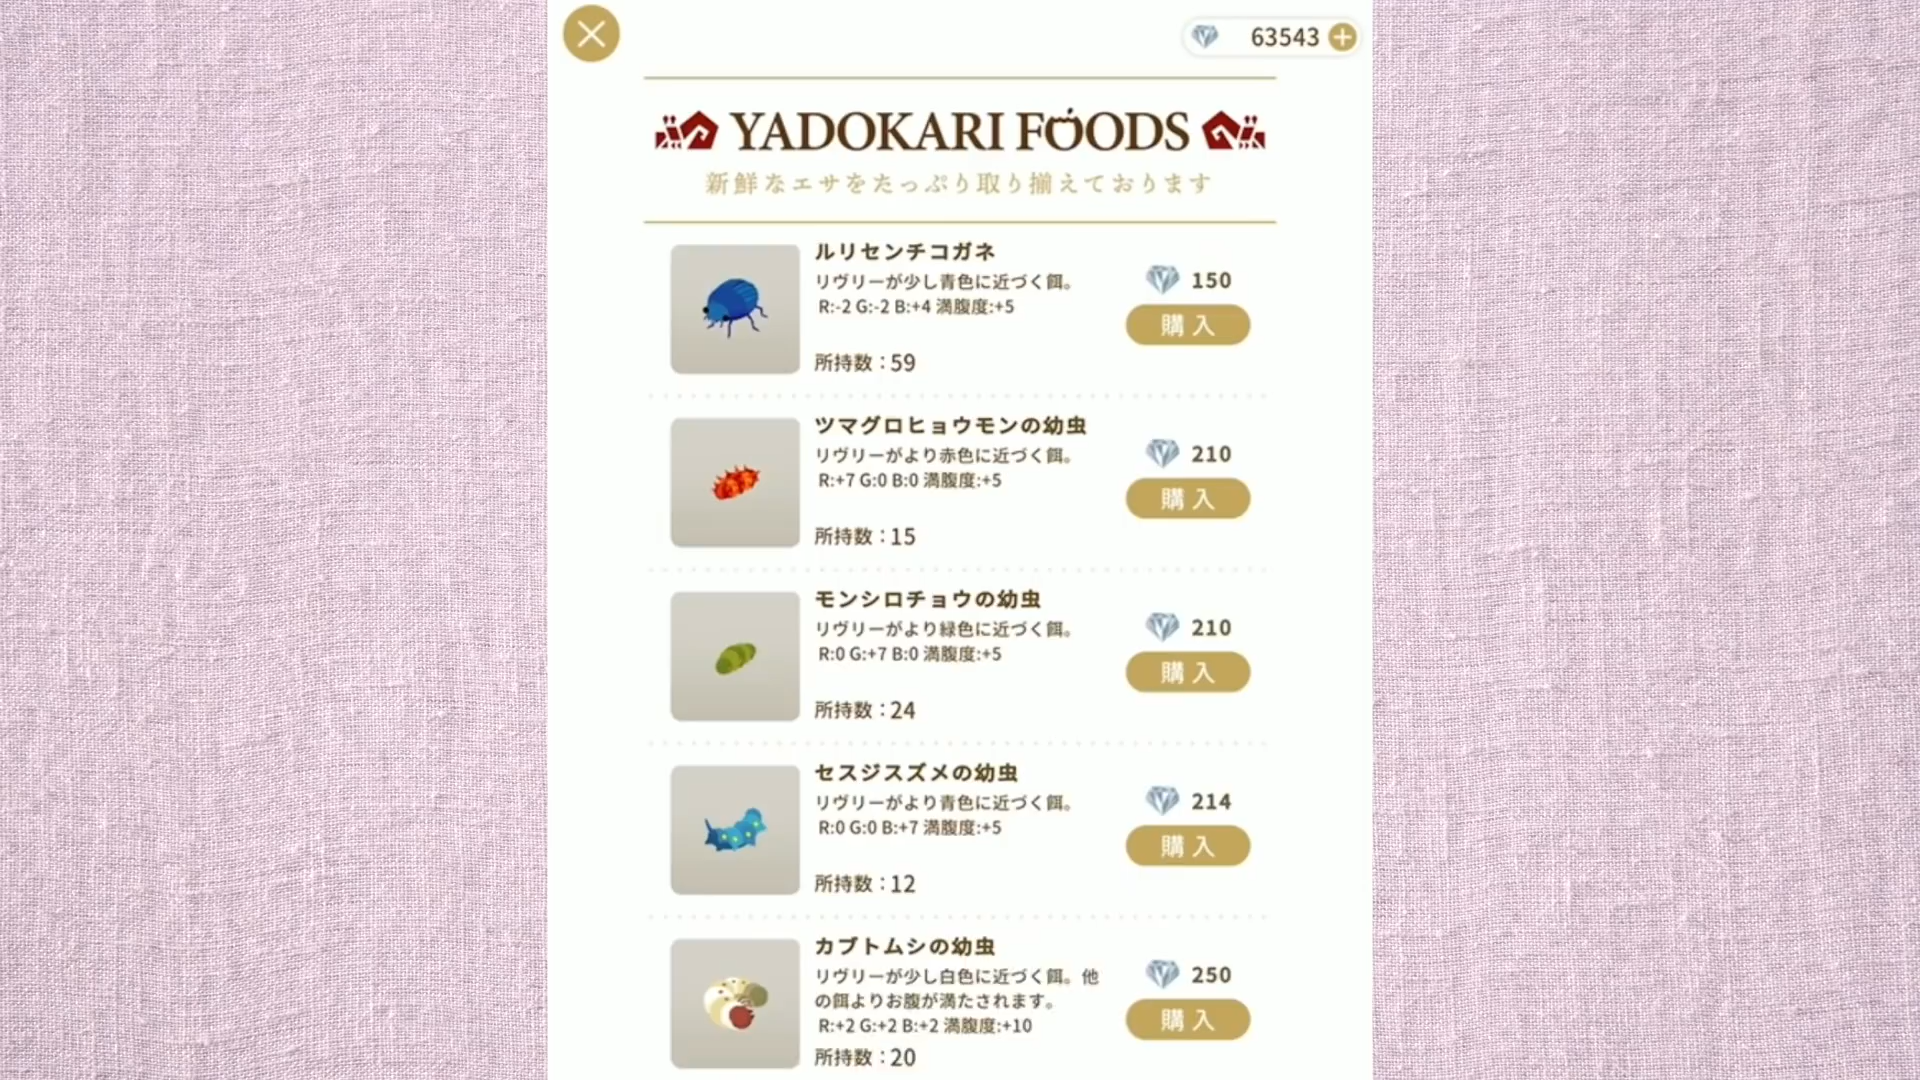 63543
YADOKARI FOODS
新鮮なエサをたっぷり取り揃えております
ルリセンチコガネ
リヴリーが少し青色に近づく餌。
R:-2 G:-2 B:+4 満腹度:+5
所持数：59
150
購入
ツマグロヒョウモンの幼虫
リヴリーがより赤色に近づく餌。
R:+7 G:0 B:0 満腹度:+5
所持数：15
210
購入
モンシロチョウの幼虫
リヴリーがより緑色に近づく餌。
R:0 G:+7 B:0 満腹度:+5
所持数：24
210
購入
セスジスズメの幼虫
リヴリーがより青色に近づく餌。
R:0 G:0 B:+7 満腹度:+5
所持数：12
214
購入
カブトムシの幼虫
リヴリーが少し白色に近づく餌。他
の餌よりお腹が満たされます。
R:+2 G:+2 B:+2 満腹度:+10
所持数：20
250
購入